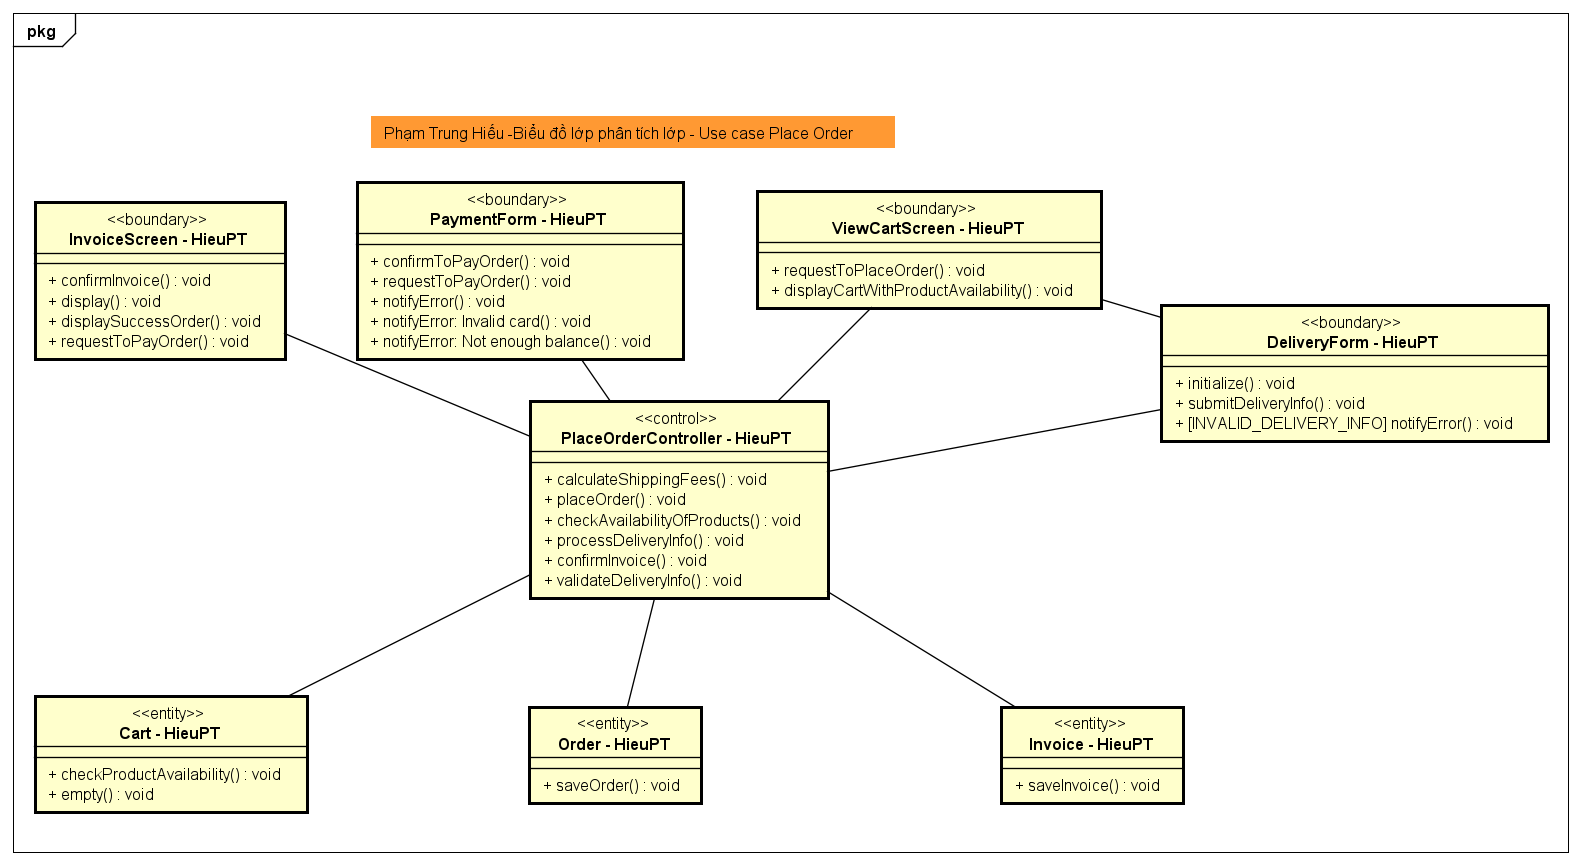 pkg
Phạm Trung Hiếu -Biểu đồ lớp phân tích lớp - Use case Place Order
<<boundary>>
InvoiceScreen - HieuPT
+ confirmInvoice() : void
+ display() : void
+ displaySuccessOrder() : void
+ requestToPayOrder() : void
<<boundary>>
PaymentForm - HieuPT
+ confirmToPayOrder() : void
+ requestToPayOrder() : void
+ notifyError() : void
+ notifyError: Invalid card() : void
+ notifyError: Not enough balance() : void
<<boundary>>
ViewCartScreen - HieuPT
+ requestToPlaceOrder() : void
+ displayCartWithProductAvailability() : void
<<boundary>>
DeliveryForm - HieuPT
+ initialize() : void
+ submitDeliveryInfo() : void
+ [INVALID_DELIVERY_INFO] notifyError() : void
<<control>>
PlaceOrderController - HieuPT
+ calculateShippingFees() : void
+ placeOrder() : void
+ checkAvailabilityOfProducts() : void
+ processDeliveryInfo() : void
+ confirmInvoice() : void
+ validateDeliveryInfo() : void
<<entity>>
Cart - HieuPT
+ checkProductAvailability() : void
+ empty() : void
<<entity>>
Order - HieuPT
+ saveOrder() : void
<<entity>>
Invoice - HieuPT
+ saveInvoice() : void